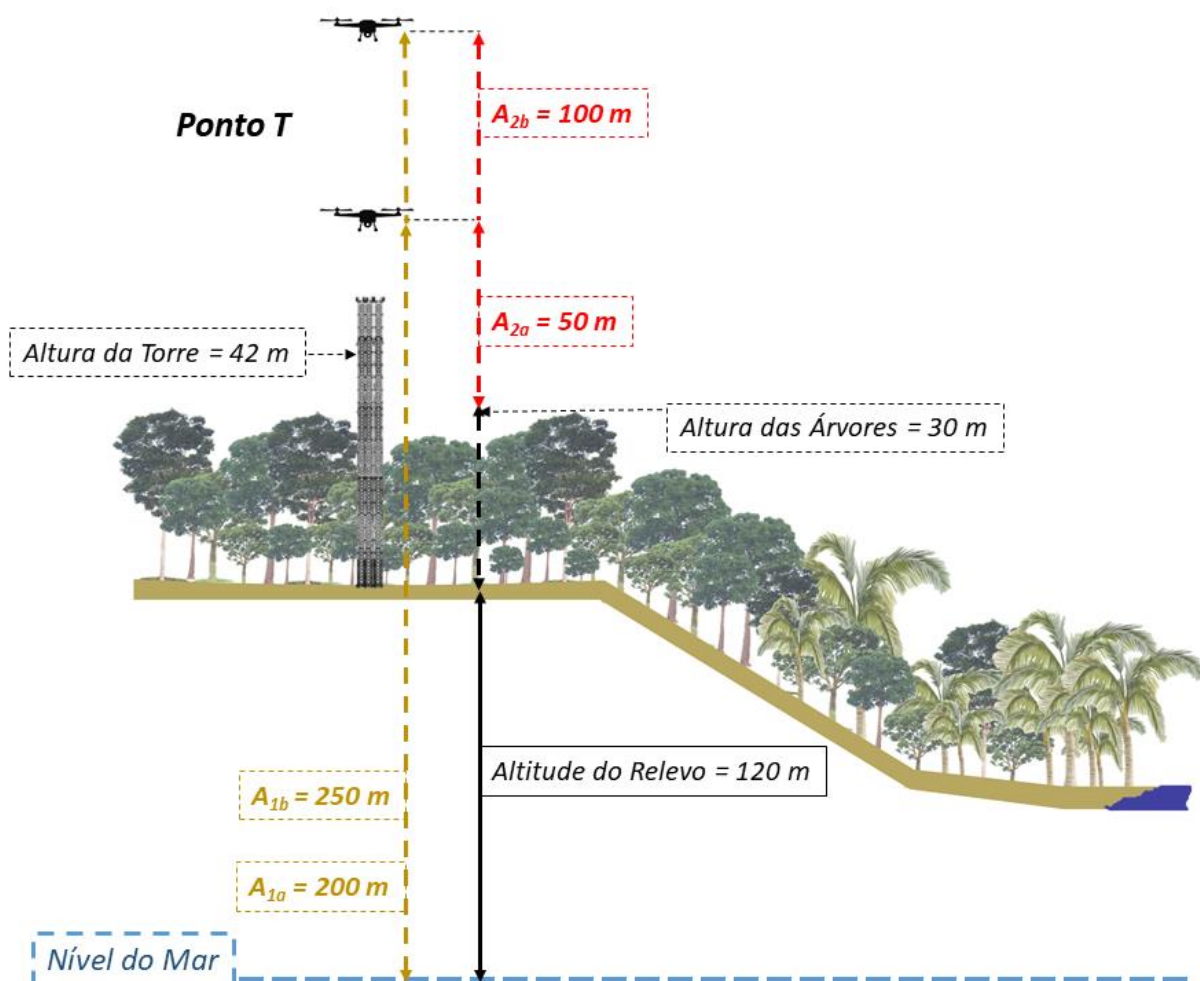 Ponto T
A2b = 100 m
A2a = 50 m
Altura da Torre = 42 m
Altura das Árvores = 30 m
Altitude do Relevo = 120 m
A1b = 250 m
A1a = 200 m
Nível do Mar